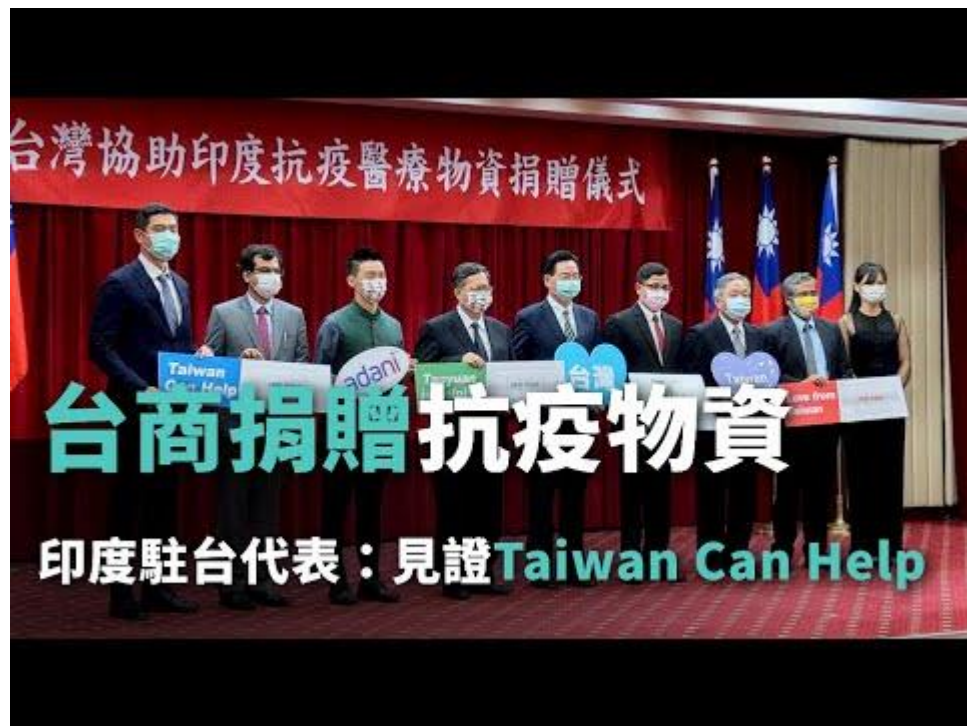 台灣協助印度抗疫醫療物資捐贈儀式
Taiwan
Can Help
adani
Taoyuan
台灣
Taiwan
Love from
Taiwan
台商捐贈抗疫物資
印度駐台代表：見證Taiwan Can Help